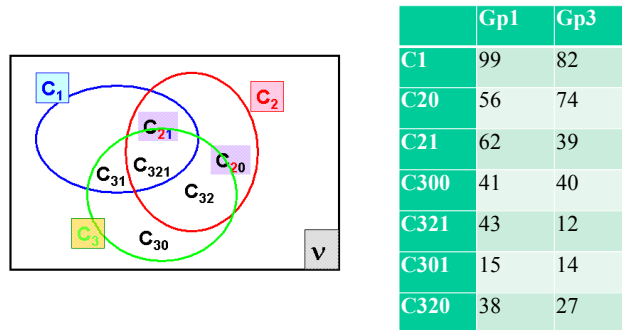 C1
C2
C21
C20
C31
C321
C32
C3
C30
ν
Gp1 Gp3
C1 99 82
C20 56 74
C21 62 39
C300 41 40
C321 43 12
C301 15 14
C320 38 27